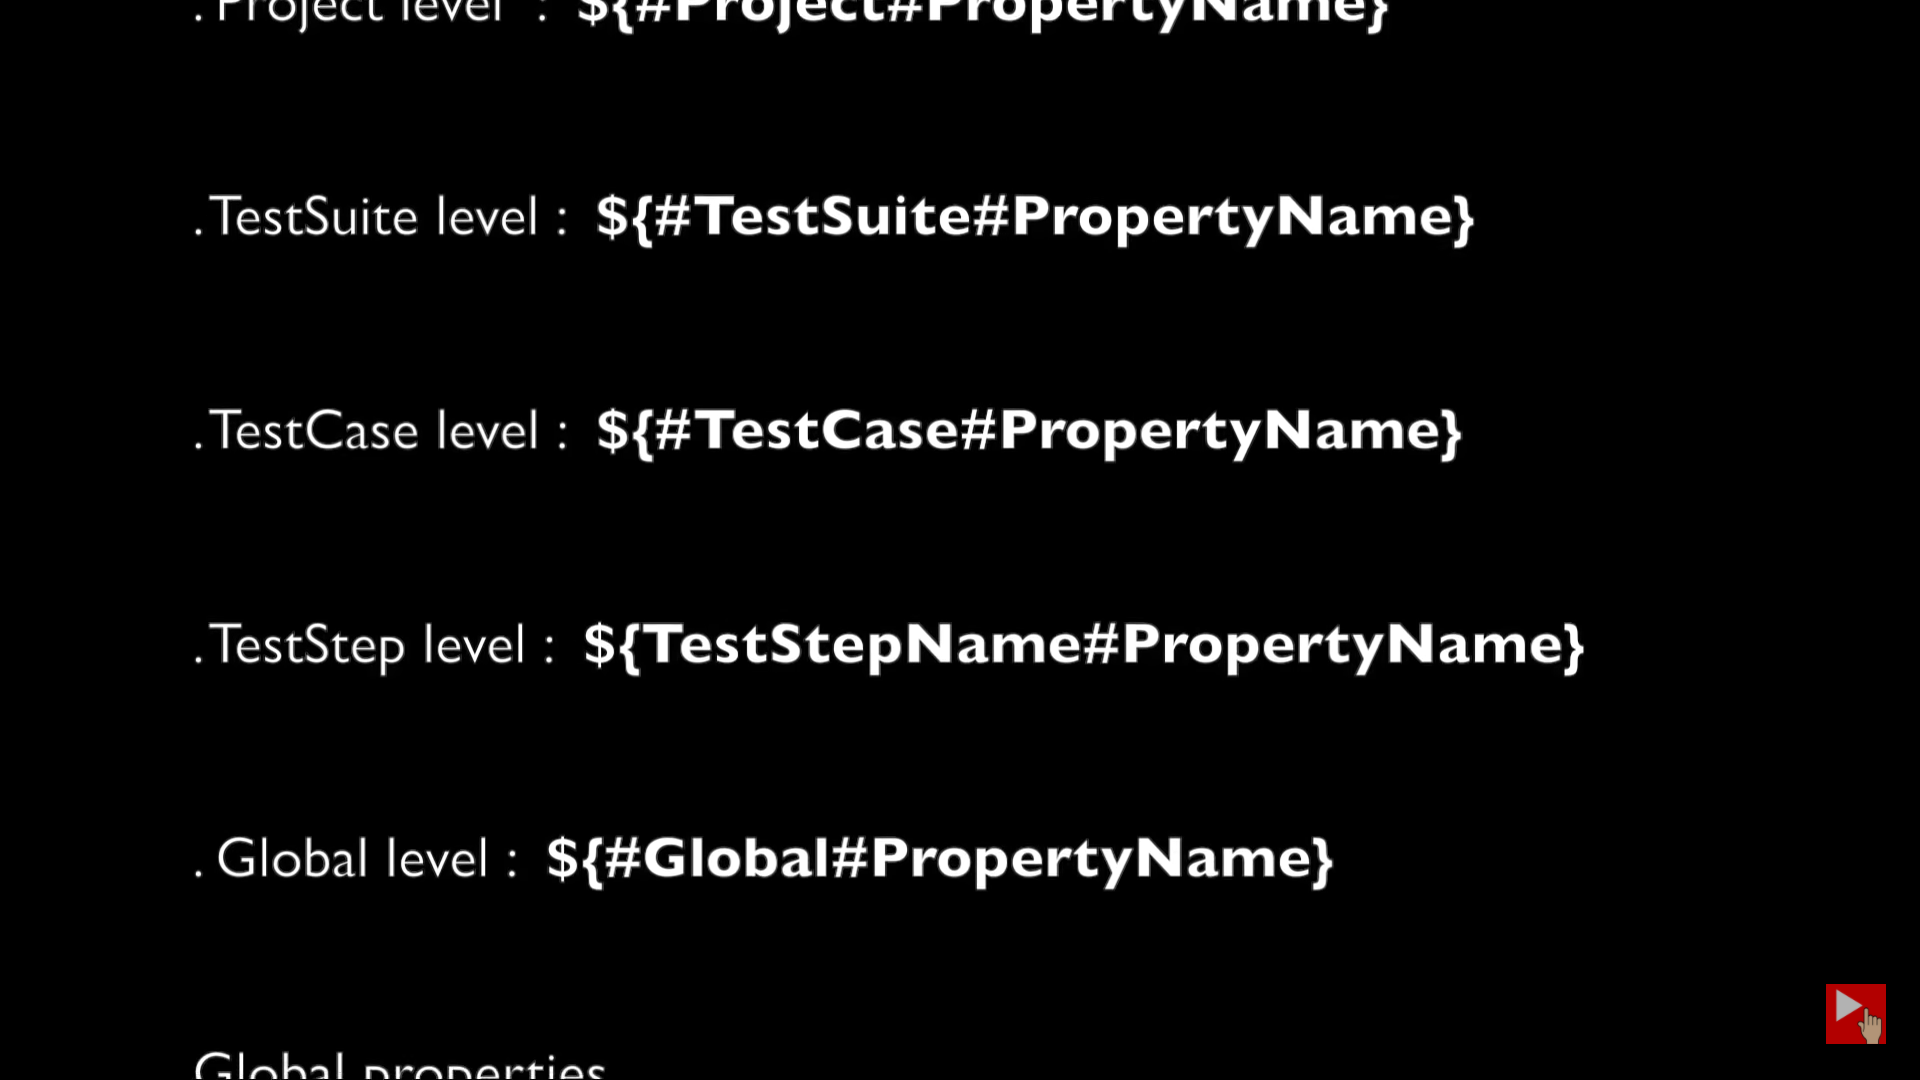 . Project level : ${#Project#PropertyName}
. TestSuite level : ${#TestSuite#PropertyName}
. TestCase level : ${#TestCase#PropertyName}
. TestStep level : ${TestStepName#PropertyName}
. Global level : ${#Global#PropertyName}
Global properties